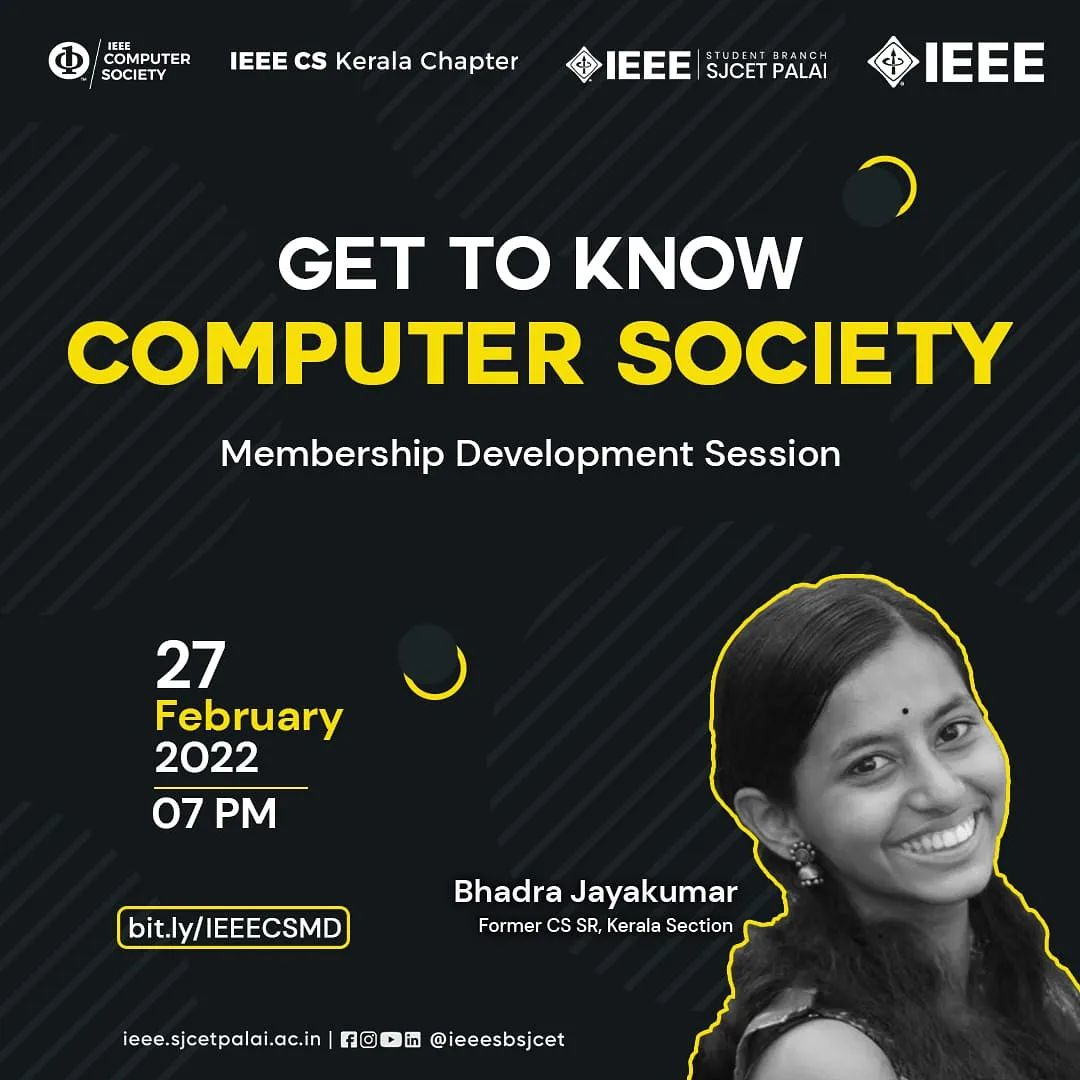 IEEE
COMPUTER
SOCIETY
IEEE CS Kerala Chapter
IEEE
STUDENT BRANCH
SJCET PALAI
IEEE
GET TO KNOW
COMPUTER SOCIETY
Membership Development Session
27
February
2022
07 PM
Bhadra Jayakumar
Former CS SR, Kerala Section
bit.ly/IEEECSMD
ieee.sjcetpalai.ac.in | @ieeesbsjcet